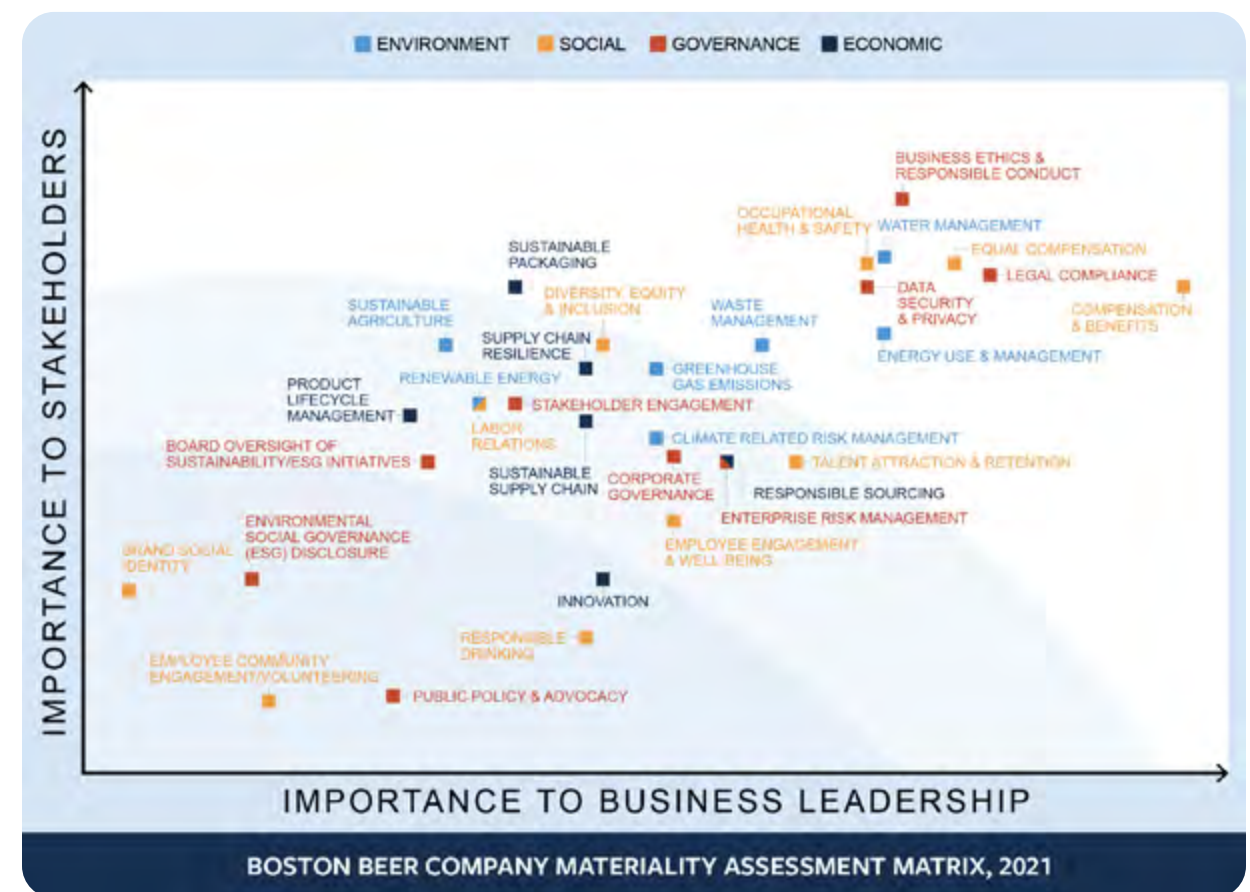 ENVIRONMENT SOCIAL GOVERNANCE ECONOMIC
IMPORTANCE TO STAKEHOLDERS
BUSINESS ETHICS &
RESPONSIBLE CONDUCT
OCCUPATIONAL
HEALTH & SAFETY
WATER MANAGEMENT
EQUAL COMPENSATION
LEGAL COMPLIANCE
SUSTAINABLE
PACKAGING
DIVERSITY, EQUITY
& INCLUSION
DATA
SECURITY
& PRIVACY
COMPENSATION
& BENEFITS
SUSTAINABLE
AGRICULTURE
WASTE
MANAGEMENT
SUPPLY CHAIN
RESILIENCE
ENERGY USE & MANAGEMENT
RENEWABLE ENERGY
GREENHOUSE
GAS EMISSIONS
PRODUCT
LIFECYCLE
MANAGEMENT
STAKEHOLDER ENGAGEMENT
LABOR
RELATIONS
BOARD OVERSIGHT OF
SUSTAINABILITY/ESG INITIATIVES
CLIMATE RELATED RISK MANAGEMENT
SUSTAINABLE
SUPPLY CHAIN
CORPORATE
GOVERNANCE
TALENT ATTRACTION & RETENTION
RESPONSIBLE SOURCING
ENTERPRISE RISK MANAGEMENT
ENVIRONMENTAL
SOCIAL GOVERNANCE
(ESG) DISCLOSURE
BRAND SOCIAL
IDENTITY
EMPLOYEE ENGAGEMENT
& WELL BEING
INNOVATION
RESPONSIBLE
DRINKING
EMPLOYEE COMMUNITY
ENGAGEMENT/VOLUNTEERING
PUBLIC POLICY & ADVOCACY
IMPORTANCE TO BUSINESS LEADERSHIP
BOSTON BEER COMPANY MATERIALITY ASSESSMENT MATRIX, 2021